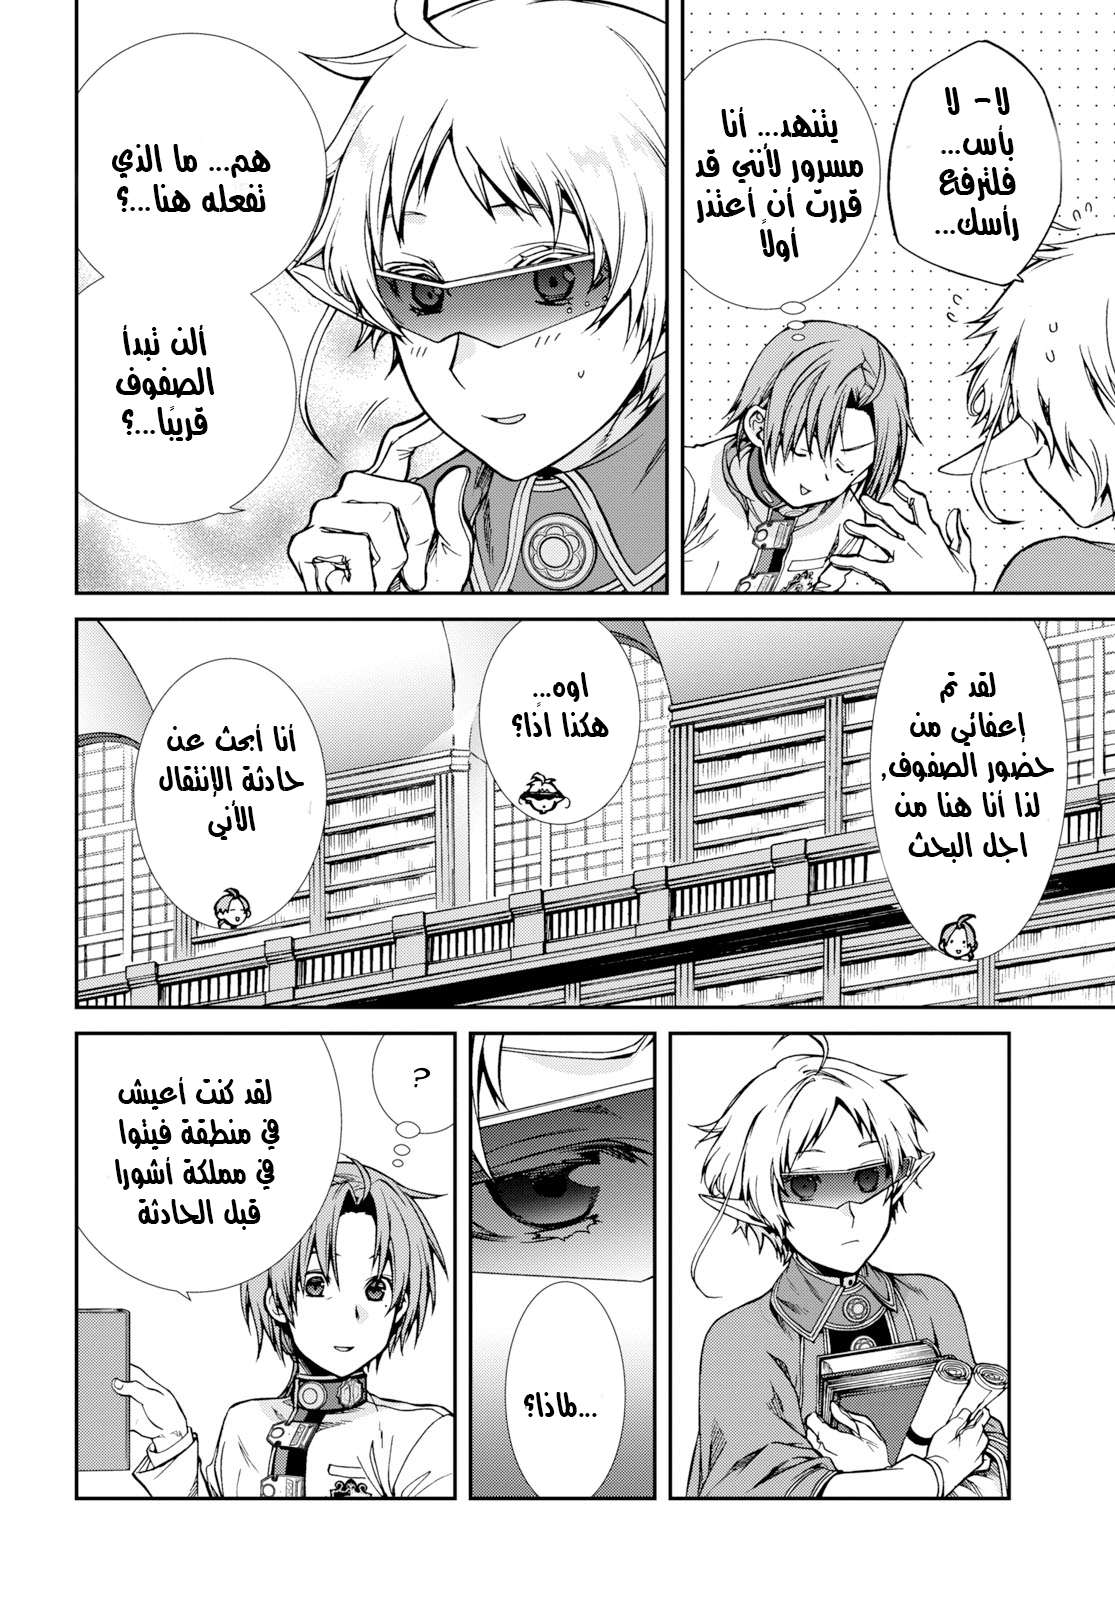 لا- لا
بأس...
فلترفع
رأسك...
يتنهد... أنا
مسرور لأنني قد
قررت أن أعتذر
أولاً
هم... ما الذي
تفعله هنا...؟
ألن تبدأ
الصفوف
قريبًا...؟
لقد تم
إعفائي من
حضور الصفوف,
لذا أنا هنا من
اجل البحث
اوه...
هكذا اذًا؟
أنا أبحث عن
حادثة الإنتقال
الأني
...لماذا؟
?
لقد كنت أعيش
في منطقة فيتوا
في مملكة أشورا
قبل الحادثة